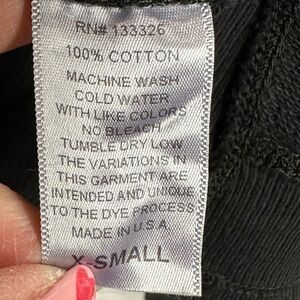 RN# 133326
100% COTTON
MACHINE WASH
COLD WATER
WITH LIKE COLORS
NO BLEACH
TUMBLE DRY LOW
THE VARIATIONS IN
THIS GARMENT ARE
INTENDED AND UNIQUE
TO THE DYE PROCESS
MADE IN U.S.A.
X-SMALL